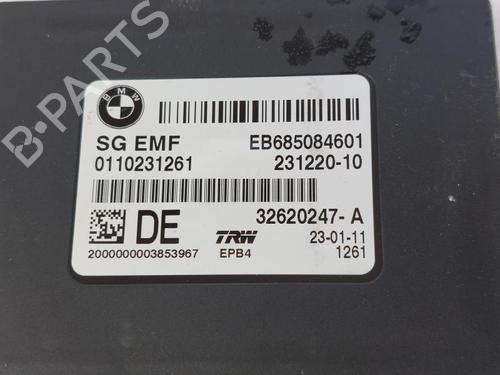 B-PARTS
BMW
SG EMF EB685084601
0110231261 231220-10
32620247- A
DE TRW 23-01-11
2000000003853967 EPB4 1261